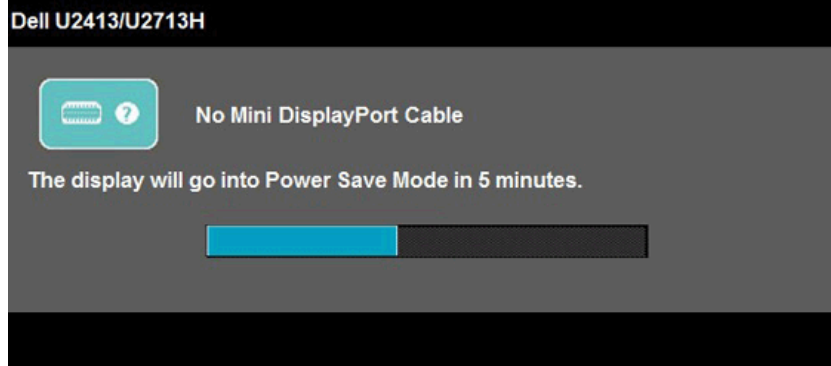 Dell U2413/U2713H
?
No Mini DisplayPort Cable
The display will go into Power Save Mode in 5 minutes.